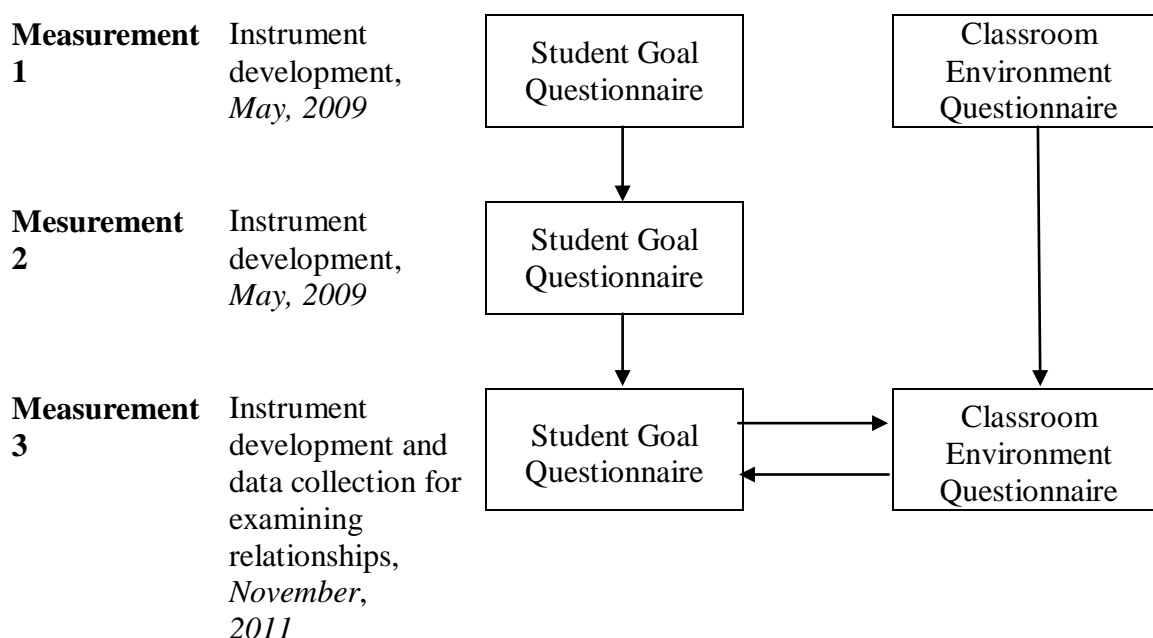 Measurement
1
Instrument
development,
May, 2009
Student Goal
Questionnaire
Classroom
Environment
Questionnaire
Mesurement
2
Instrument
development,
May, 2009
Student Goal
Questionnaire
Measurement
3
Instrument
development and
data collection for
examining
relationships,
November,
2011
Student Goal
Questionnaire
Classroom
Environment
Questionnaire